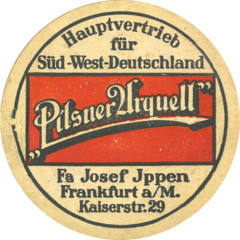 Hauptvertrieb
für
Süd-West-Deutschland
„Pilsner Urquell”
Fa Josef Jppen
Frankfurt a/M.
Kaiserstr. 29